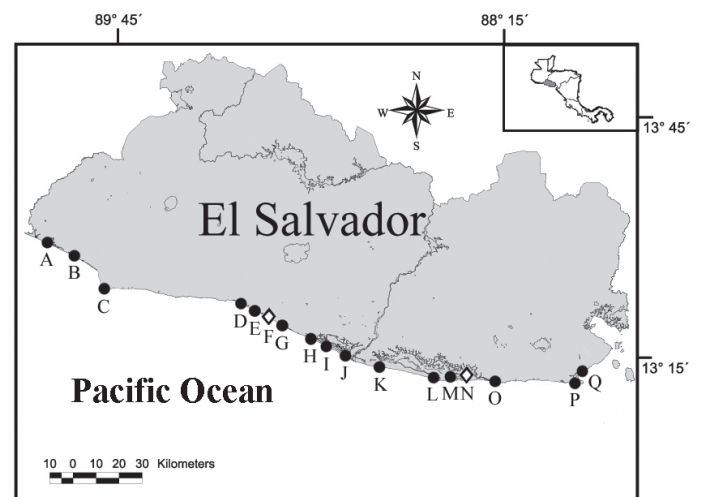 89° 45´ 88° 15´
N
W E
S
13° 45´
El Salvador
A
B
C
D
E
F
G
H
I
J
K
L
M
N
O
P
Q
13° 15´
Pacific Ocean
10 0 10 20 30 Kilometers